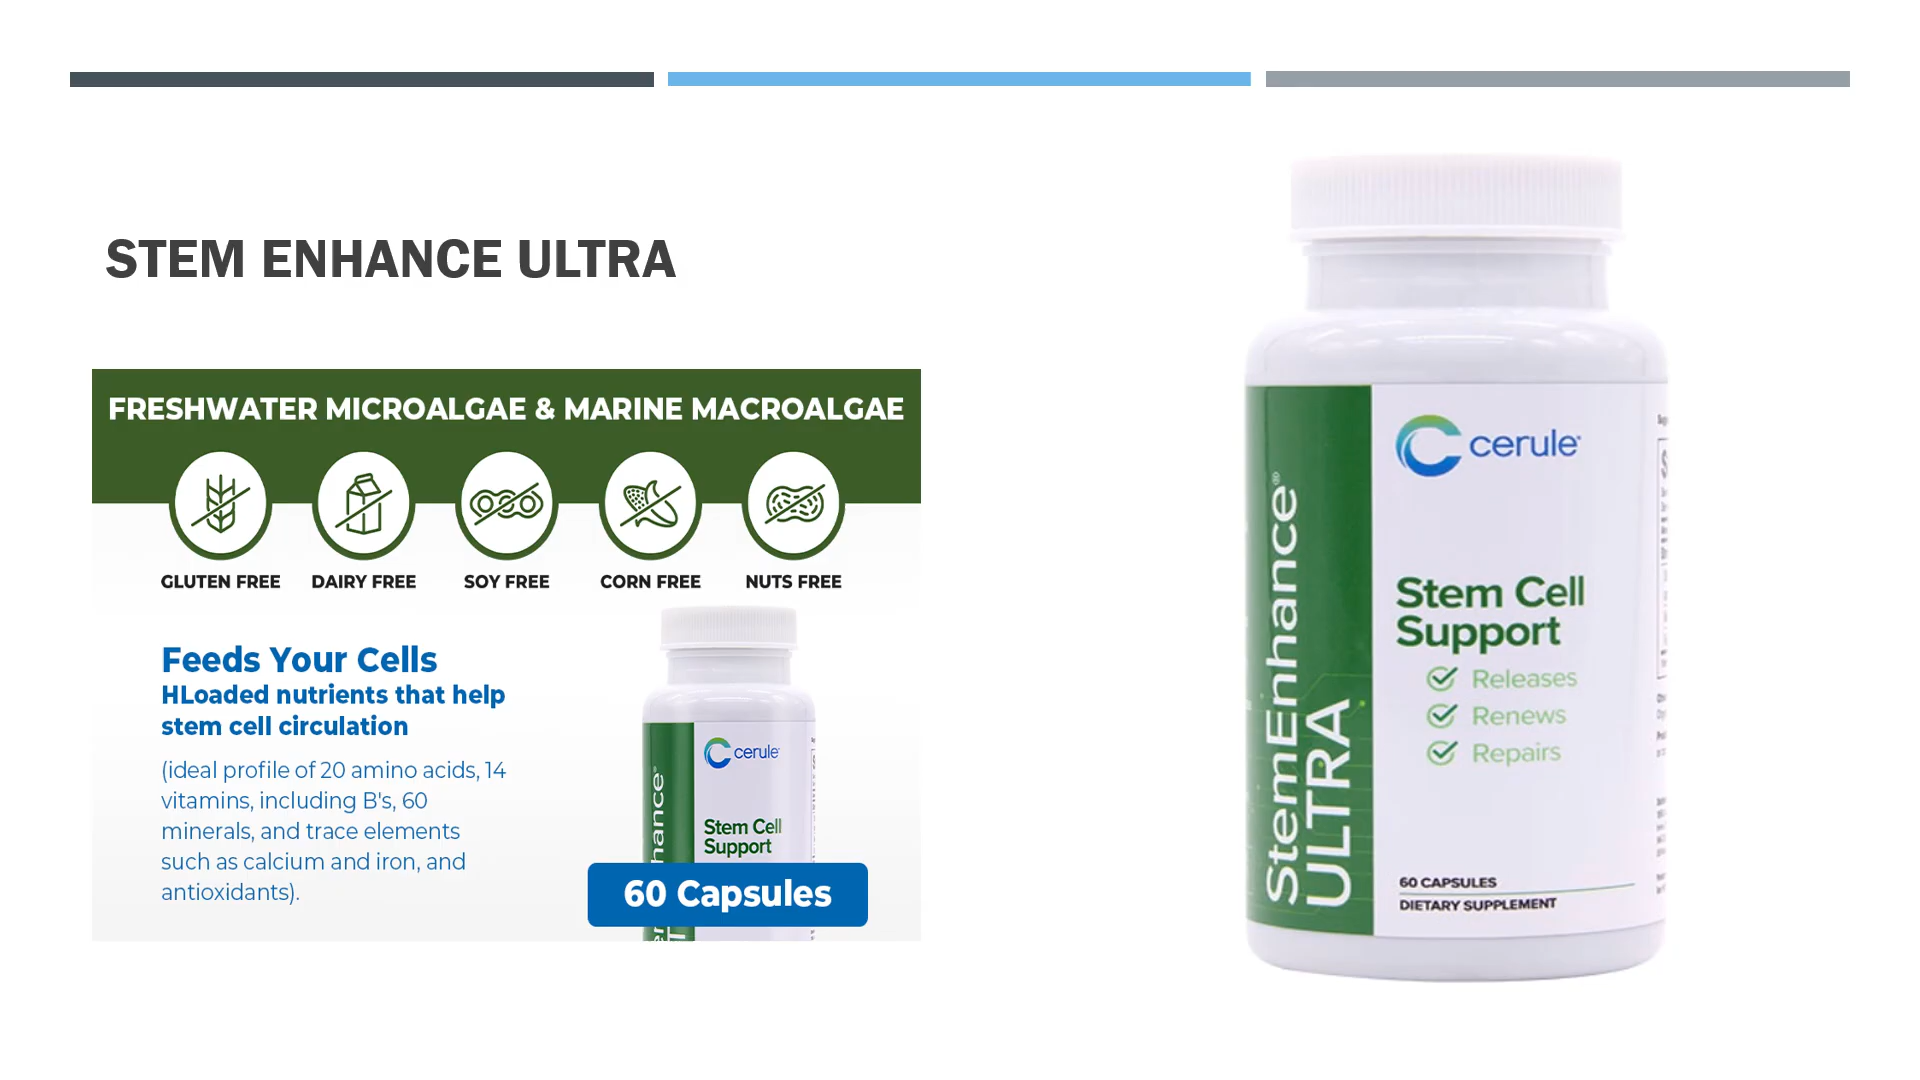 STEM ENHANCE ULTRA
FRESHWATER MICROALGAE & MARINE MACROALGAE
GLUTEN FREE
DAIRY FREE
SOY FREE
CORN FREE
NUTS FREE
Feeds Your Cells
HLoaded nutrients that help
stem cell circulation
(ideal profile of 20 amino acids, 14
vitamins, including B's, 60
minerals, and trace elements
such as calcium and iron, and
antioxidants).
cerule
Stem Cell
Support
60 Capsules
StemEnhance®
ULTRA
cerule®
Stem Cell
Support
Releases
Renews
Repairs
60 CAPSULES
DIETARY SUPPLEMENT